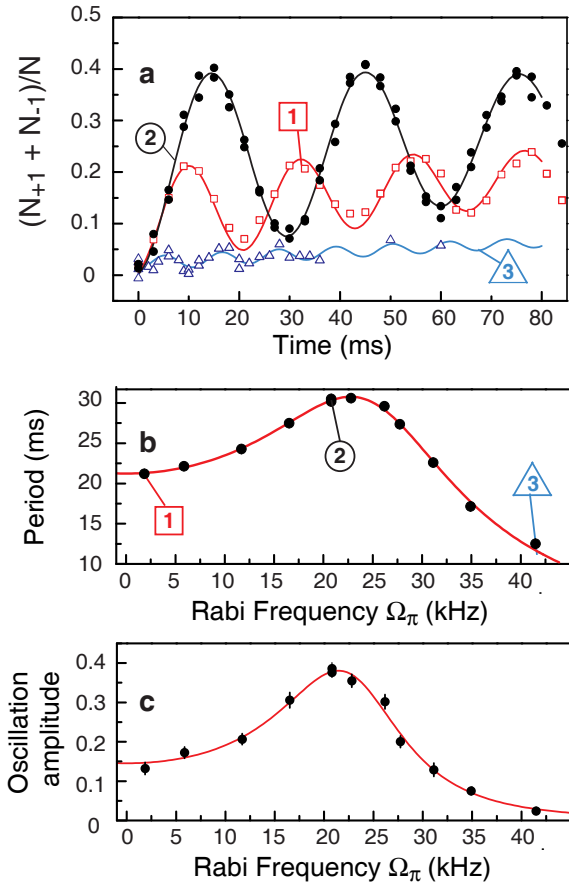 a
(N+1 + N-1)/N
0.5
0.4
0.3
0.2
0.1
0
1
2
3
0 10 20 30 40 50 60 70 80
Time (ms)
b
Period (ms)
30
25
20
15
10
1
2
3
0 5 10 15 20 25 30 35 40
Rabi Frequency Ωπ (kHz)
c
Oscillation
amplitude
0.4
0.3
0.2
0.1
0
0 5 10 15 20 25 30 35 40
Rabi Frequency Ωπ (kHz)